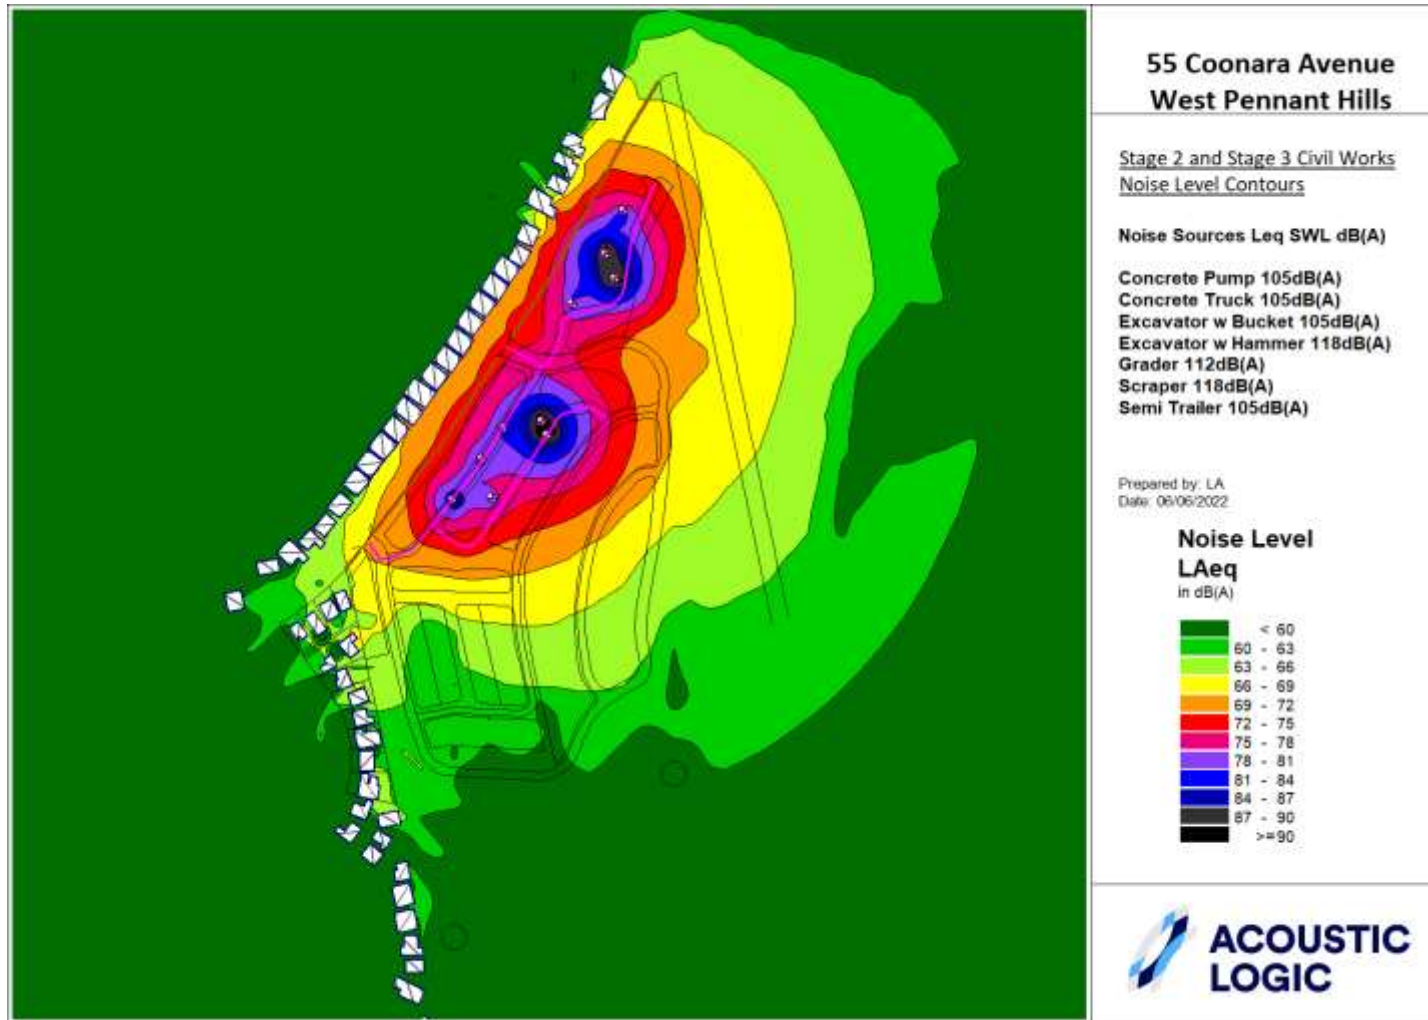 55 Coonara Avenue
West Pennant Hills
Stage 2 and Stage 3 Civil Works
Noise Level Contours
Noise Sources Leq SWL dB(A)
Concrete Pump 105dB(A)
Concrete Truck 105dB(A)
Excavator w Bucket 105dB(A)
Excavator w Hammer 118dB(A)
Grader 112dB(A)
Scraper 118dB(A)
Semi Trailer 105dB(A)
Prepared by: LA
Date: 06/06/2022
Noise Level
LAeq
in dB(A)
< 60
60 - 63
63 - 66
66 - 69
69 - 72
72 - 75
75 - 78
78 - 81
81 - 84
84 - 87
87 - 90
>=90
ACOUSTIC
LOGIC